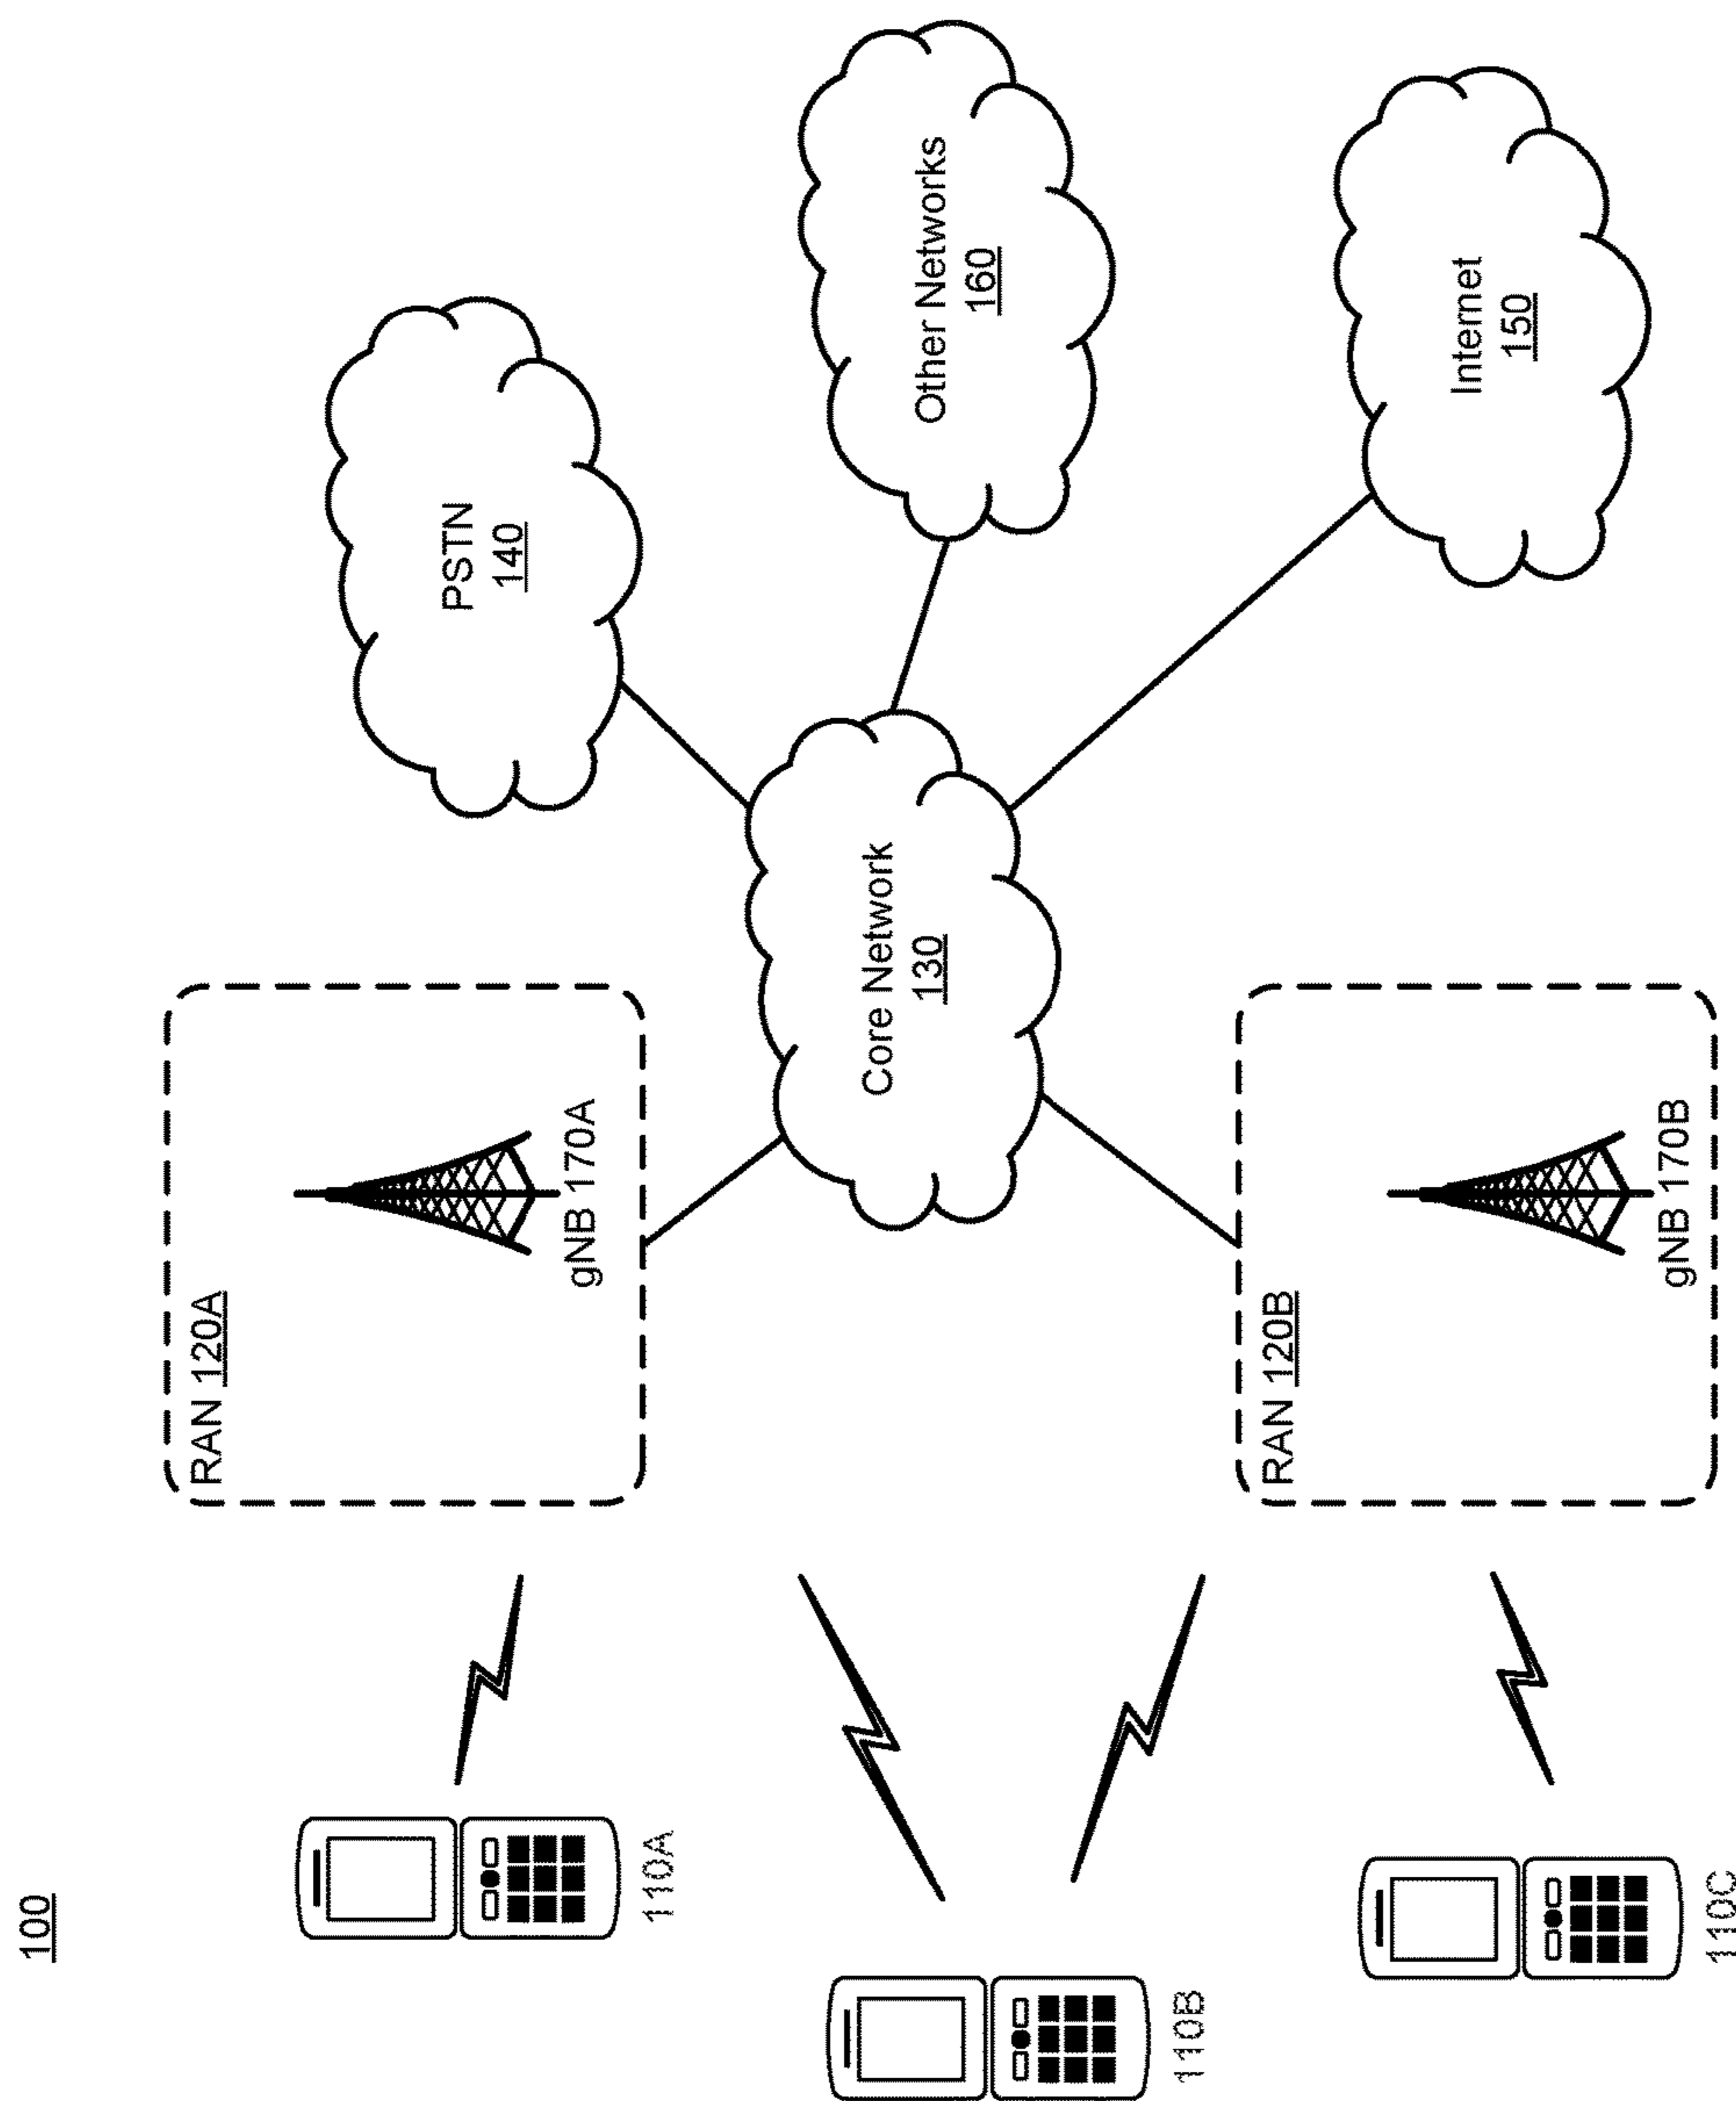 100
110A
110B
110C
RAN 120A
gNB 170A
RAN 120B
gNB 170B
Core Network
130
PSTN
140
Other Networks
160
Internet
150